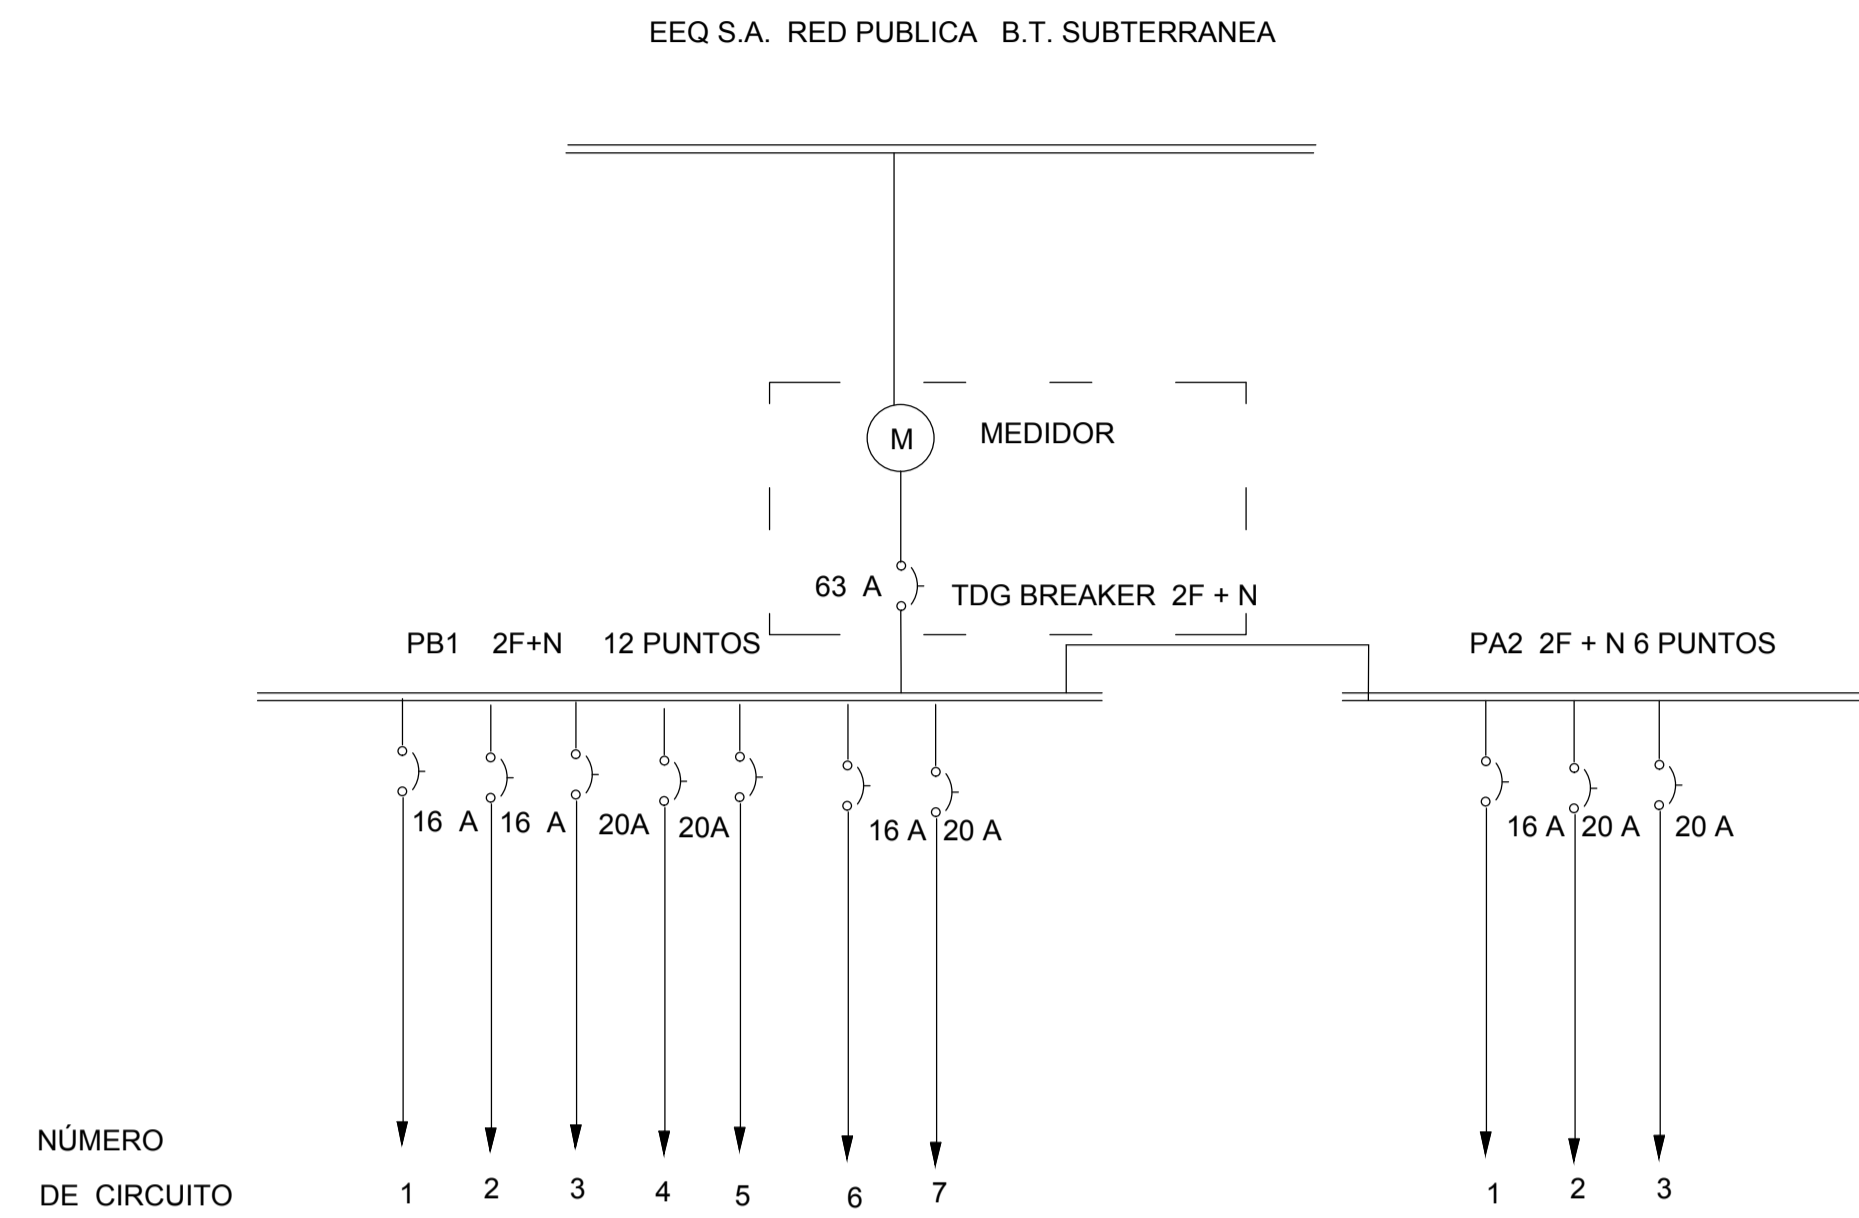 EEQ S.A. RED PUBLICA B.T. SUBTERRANEA
M MEDIDOR
63 A TDG BREAKER 2F + N
PB1 2F+N 12 PUNTOS
PA2 2F + N 6 PUNTOS
16 A 16 A 20A 20A 16 A 20 A
16 A 20 A 20 A
NÚMERO
DE CIRCUITO 1 2 3 4 5 6 7 1 2 3